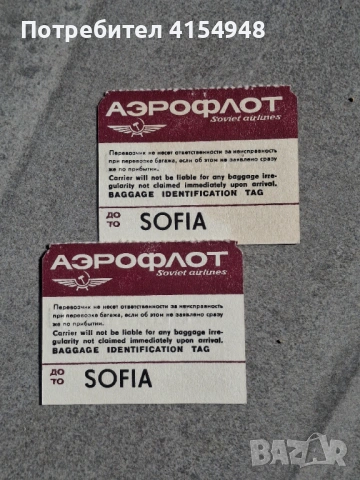 Потребител 4154948
АЭРОФЛОТ
Soviet airlines
Перевозчик не несет ответственности за неисправность
при перевозке багажа, если об этом не заявлено сразу
же по прибытии.
Carrier will not be liable for any baggage irre-
gularity not claimed immediately upon arrival.
BAGGAGE IDENTIFICATION TAG
ДО
TO
SOFIA
АЭРОФЛОТ
Soviet airlines
Перевозчик не несет ответственности за неисправность
при перевозке багажа, если об этом не заявлено сразу
же по прибытии.
Carrier will not be liable for any baggage irre-
gularity not claimed immediately upon arrival.
BAGGAGE IDENTIFICATION TAG
ДО
TO
SOFIA
BAZAR